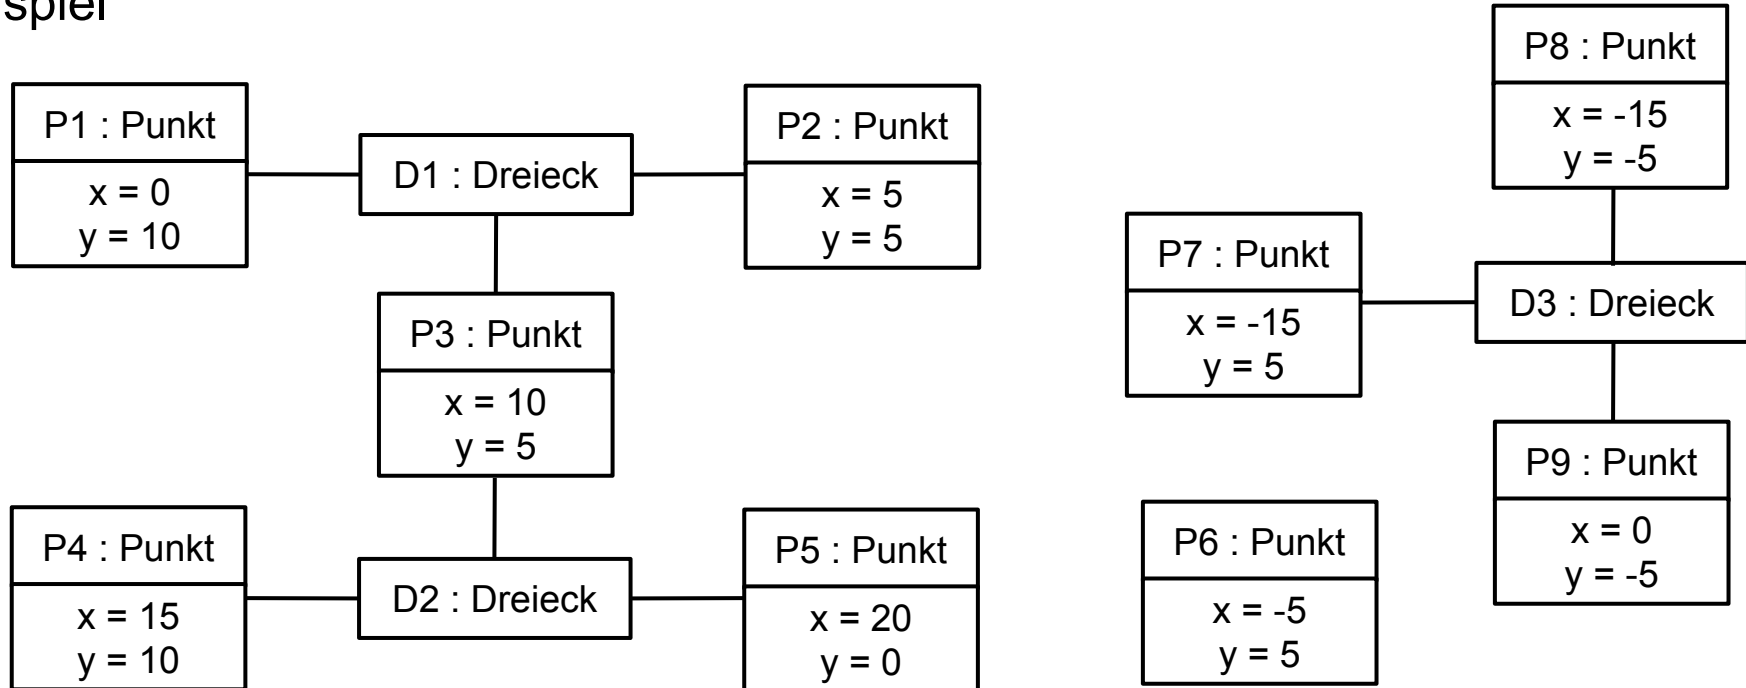 spiel
P1 : Punkt
x = 0
y = 10
D1 : Dreieck
P2 : Punkt
x = 5
y = 5
P3 : Punkt
x = 10
y = 5
P4 : Punkt
x = 15
y = 10
D2 : Dreieck
P5 : Punkt
x = 20
y = 0
P8 : Punkt
x = -15
y = -5
P7 : Punkt
x = -15
y = 5
D3 : Dreieck
P9 : Punkt
x = 0
y = -5
P6 : Punkt
x = -5
y = 5